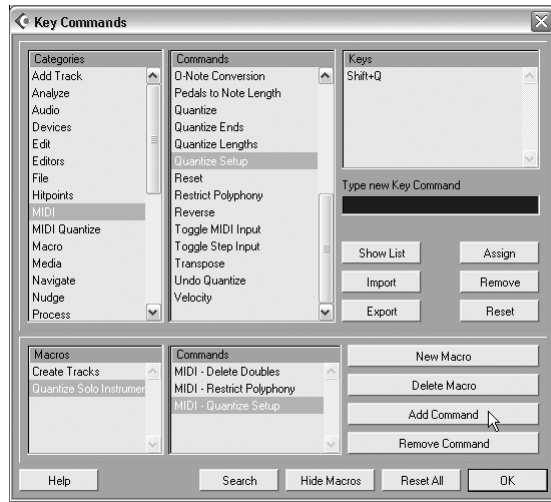 Key Commands
Categories
Add Track
Analyze
Audio
Devices
Edit
Editors
File
Hitpoints
MIDI
MIDI Quantize
Macro
Media
Navigate
Nudge
Process
Commands
O-Note Conversion
Pedals to Note Length
Quantize
Quantize Ends
Quantize Lengths
Quantize Setup
Reset
Restrict Polyphony
Reverse
Toggle MIDI Input
Toggle Step Input
Transpose
Undo Quantize
Velocity
Keys
Shift+Q
Type new Key Command
Show List
Assign
Import
Remove
Export
Reset
Macros
Create Tracks
Quantize Solo Instrumen
Commands
MIDI - Delete Doubles
MIDI - Restrict Polyphony
MIDI - Quantize Setup
New Macro
Delete Macro
Add Command
Remove Command
Help
Search
Hide Macros
Reset All
OK